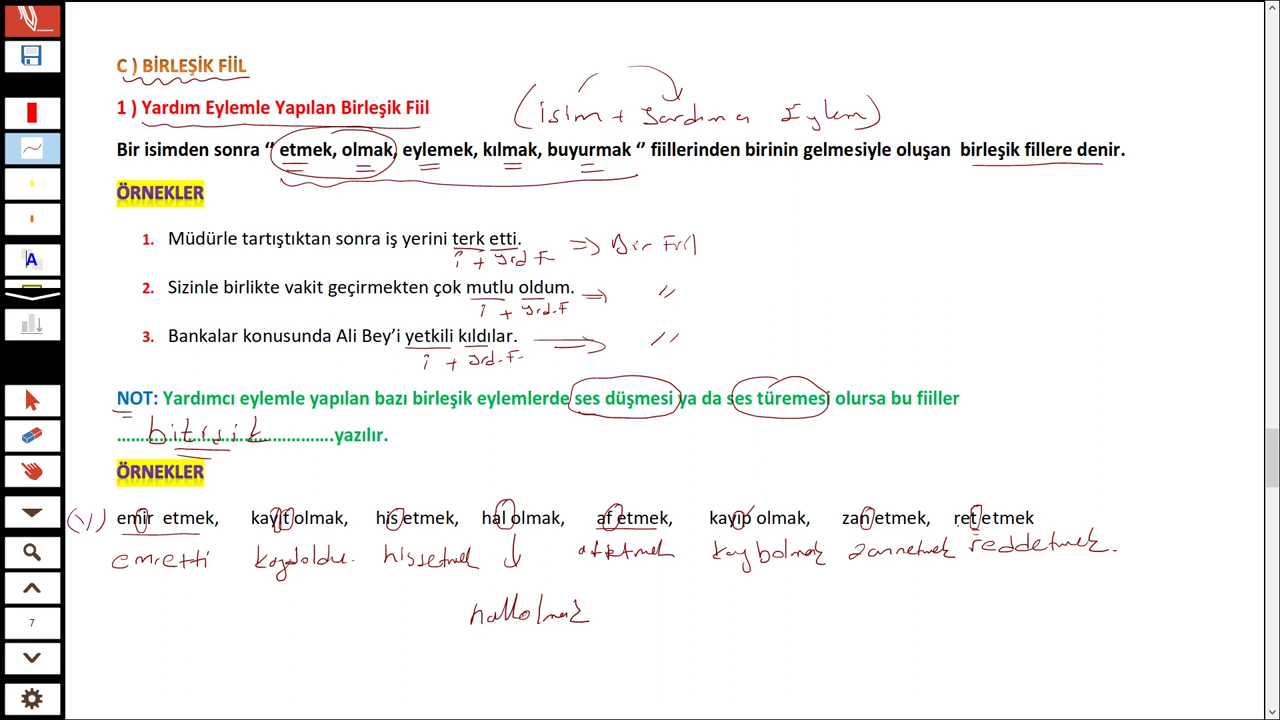 C ) BİRLEŞİK FİİL
1 ) Yardım Eylemle Yapılan Birleşik Fiil
(isim + Yardımcı Eylem)
Bir isimden sonra “ etmek, olmak, eylemek, kılmak, buyurmak “ fiillerinden birinin gelmesiyle oluşan birleşik fillere denir.
ÖRNEKLER
1. Müdürle tartıştıktan sonra iş yerini terk etti. => Bir Fiil
i + yrd F
2. Sizinle birlikte vakit geçirmekten çok mutlu oldum. => "
i + yrd. F
3. Bankalar konusunda Ali Bey’i yetkili kıldılar. => "
i + yrd. F
NOT: Yardımcı eylemle yapılan bazı birleşik eylemlerde ses düşmesi ya da ses türemesi olursa bu fiiller
bitişik yazılır.
ÖRNEKLER
emir etmek, kayıt olmak, his etmek, hal olmak, af etmek, kayıp olmak, zan etmek, ret etmek
emretti kaydoldu. hissetmek affetmek kaybolmak zannetmek reddetmek.
hallolmak
7